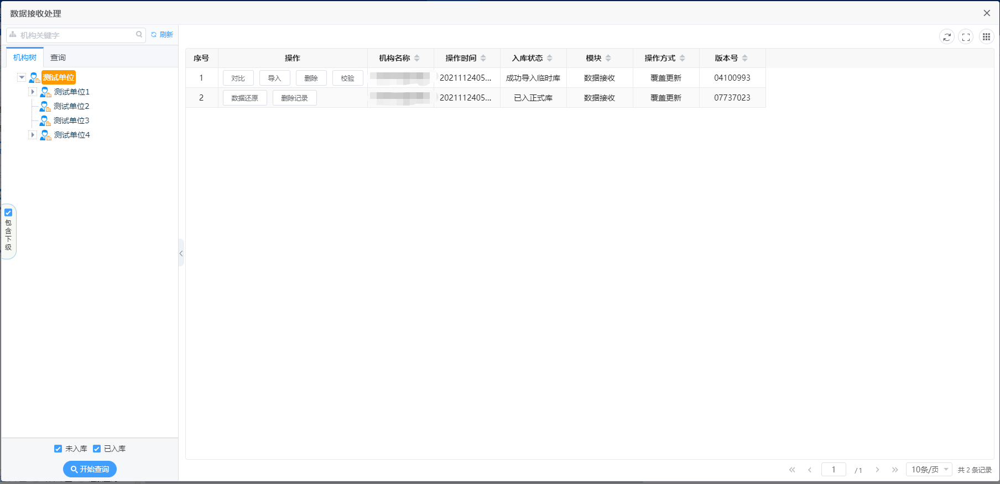 数据接收处理
机构关键字 刷新
机构树 查询
测试单位
测试单位1
测试单位2
测试单位3
测试单位4
包含下级
未入库 已入库
开始查询
序号 操作 机构名称 操作时间 入库状态 模块 操作方式 版本号
1 对比 导入 删除 校验 2021112405... 成功导入临时库 数据接收 覆盖更新 04100993
2 数据还原 删除记录 2021112405... 已入正式库 数据接收 覆盖更新 07737023
1 / 1 10条/页 共 2 条记录